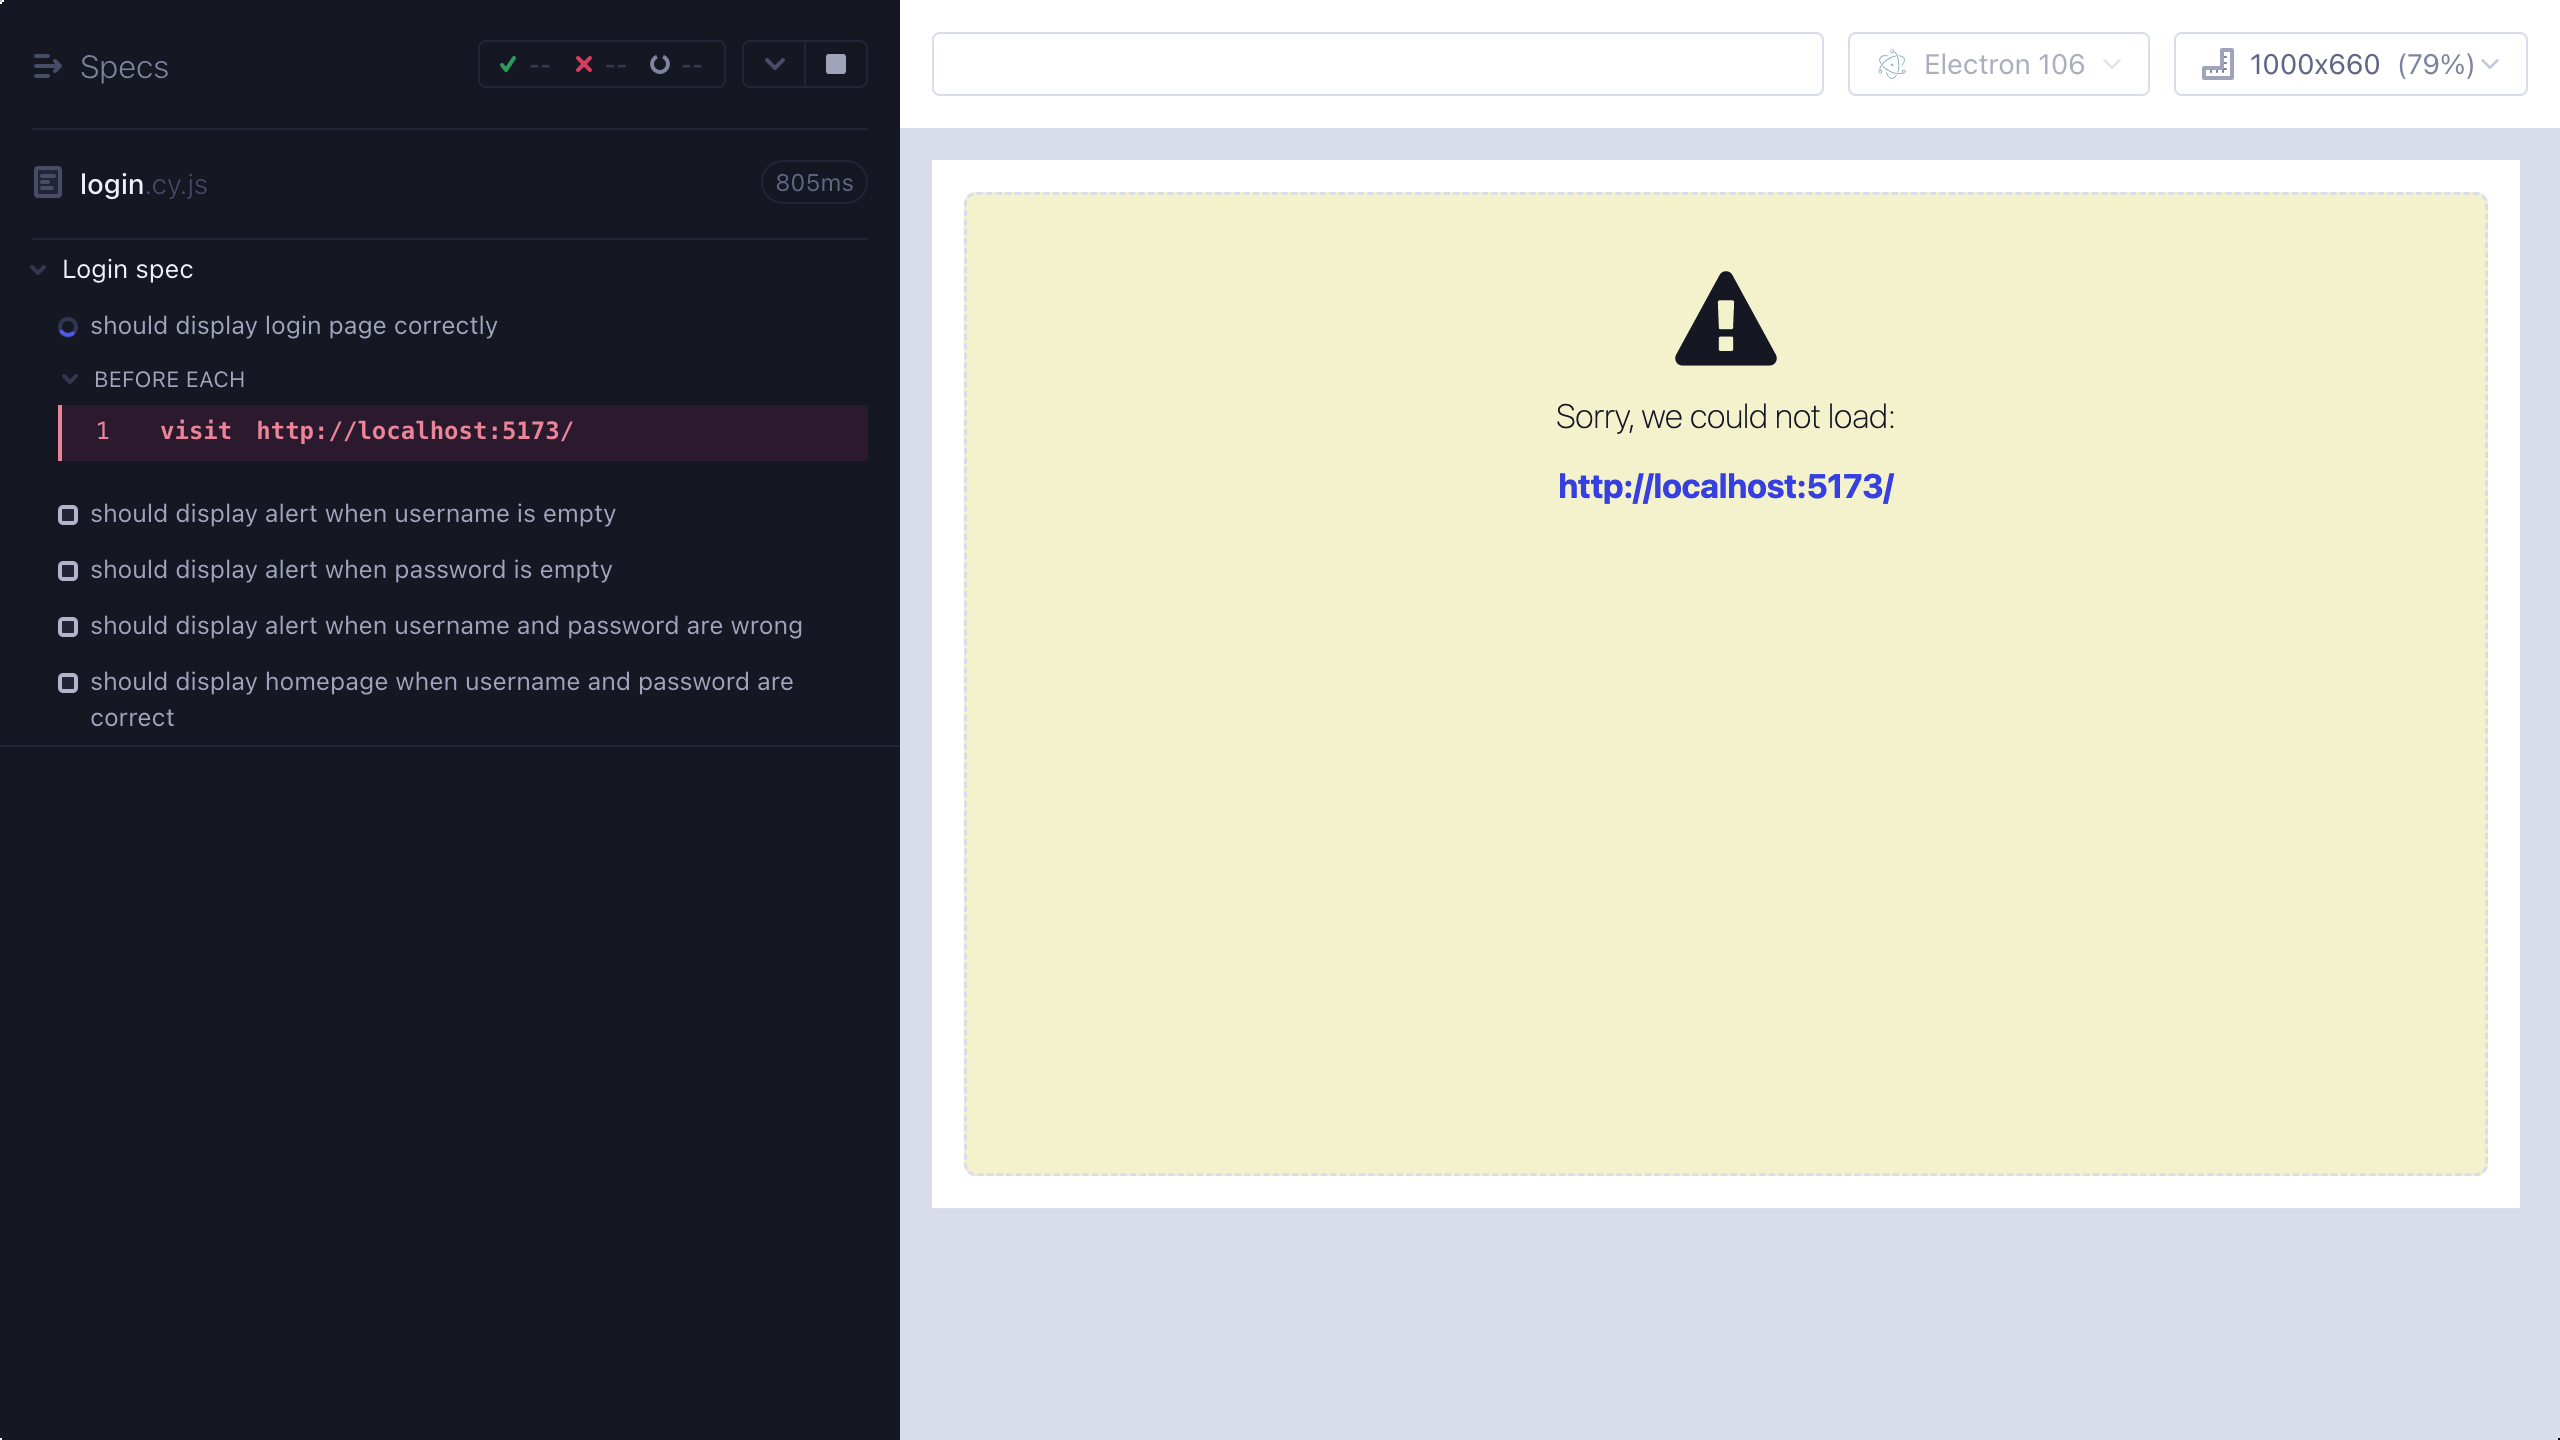 Specs
-- -- --
login.cy.js
805ms
Login spec
should display login page correctly
BEFORE EACH
1 visit http://localhost:5173/
should display alert when username is empty
should display alert when password is empty
should display alert when username and password are wrong
should display homepage when username and password are
correct
Electron 106
1000x660 (79%)
Sorry, we could not load:
http://localhost:5173/